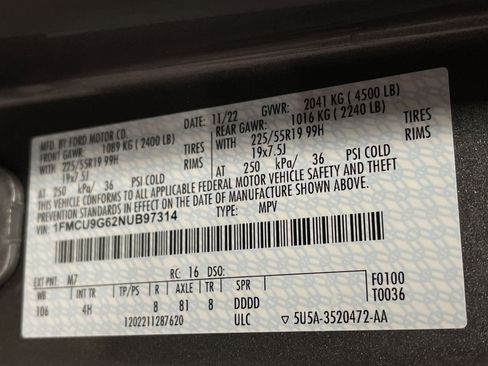 MFD. BY FORD MOTOR CO. 11/22 GVWR: 2041 KG ( 4500 LB)
FRONT GAWR: 1089 KG ( 2400 LB) REAR GAWR: 1016 KG ( 2240 LB)
WITH 225/55R19 99H TIRES WITH 225/55R19 99H TIRES
19x7.5J RIMS 19x7.5J RIMS
AT 250 kPa/ 36 PSI COLD AT 250 kPa/ 36 PSI COLD
THIS VEHICLE CONFORMS TO ALL APPLICABLE FEDERAL MOTOR VEHICLE SAFETY AND THEFT
PREVENTION STANDARDS IN EFFECT ON THE DATE OF MANUFACTURE SHOWN ABOVE.
VIN: 1FMCU9G62NUB97314 TYPE: MPV
EXT PNT: M7 RC: 16 DSO: F0100
WB INT TR TP/PS R AXLE TR SPR T0036
106 4H 8 81 8 DDDD
1202211287620 ULC ▽ 5U5A-3520472-AA